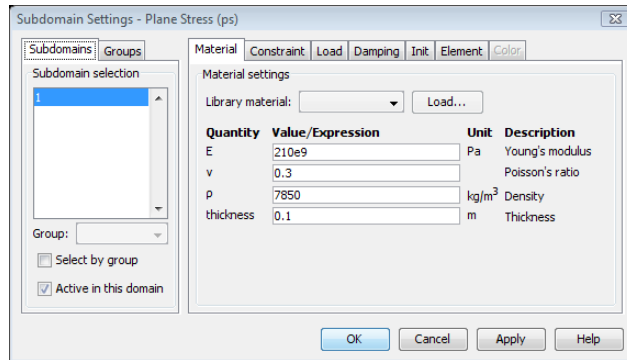 Subdomain Settings - Plane Stress (ps)
Subdomains Groups
Subdomain selection
1
Group:
Select by group
Active in this domain
Material Constraint Load Damping Init Element Color
Material settings
Library material: Load...
Quantity Value/Expression Unit Description
E 210e9 Pa Young's modulus
ν 0.3 Poisson's ratio
ρ 7850 kg/m³ Density
thickness 0.1 m Thickness
OK Cancel Apply Help